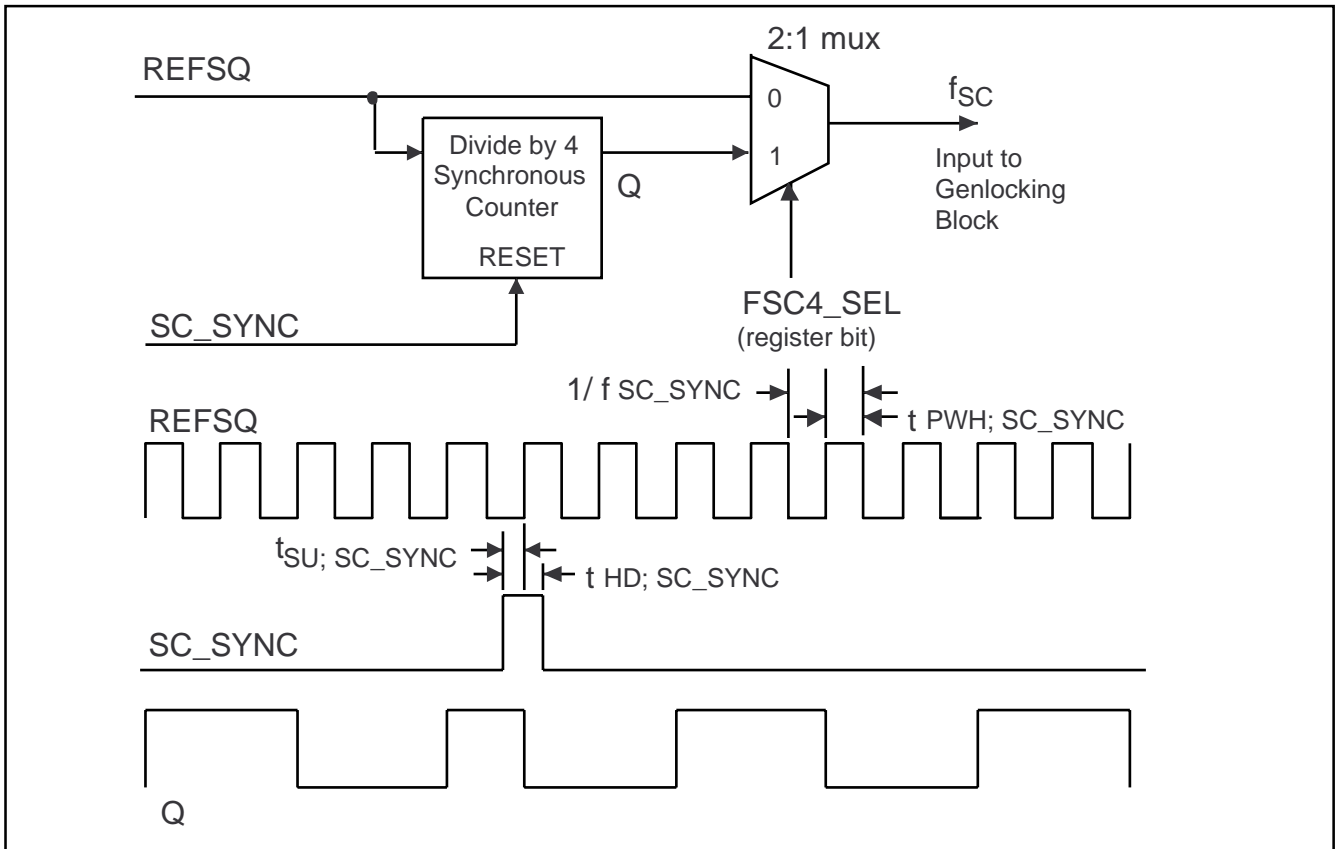 2:1 mux
REFSQ
0
fSC
Divide by 4
Synchronous
Counter
RESET
Q
1
Input to
Genlocking
Block
SC_SYNC
FSC4_SEL
(register bit)
1/ f SC_SYNC
t PWH; SC_SYNC
REFSQ
tSU; SC_SYNC
t HD; SC_SYNC
SC_SYNC
Q